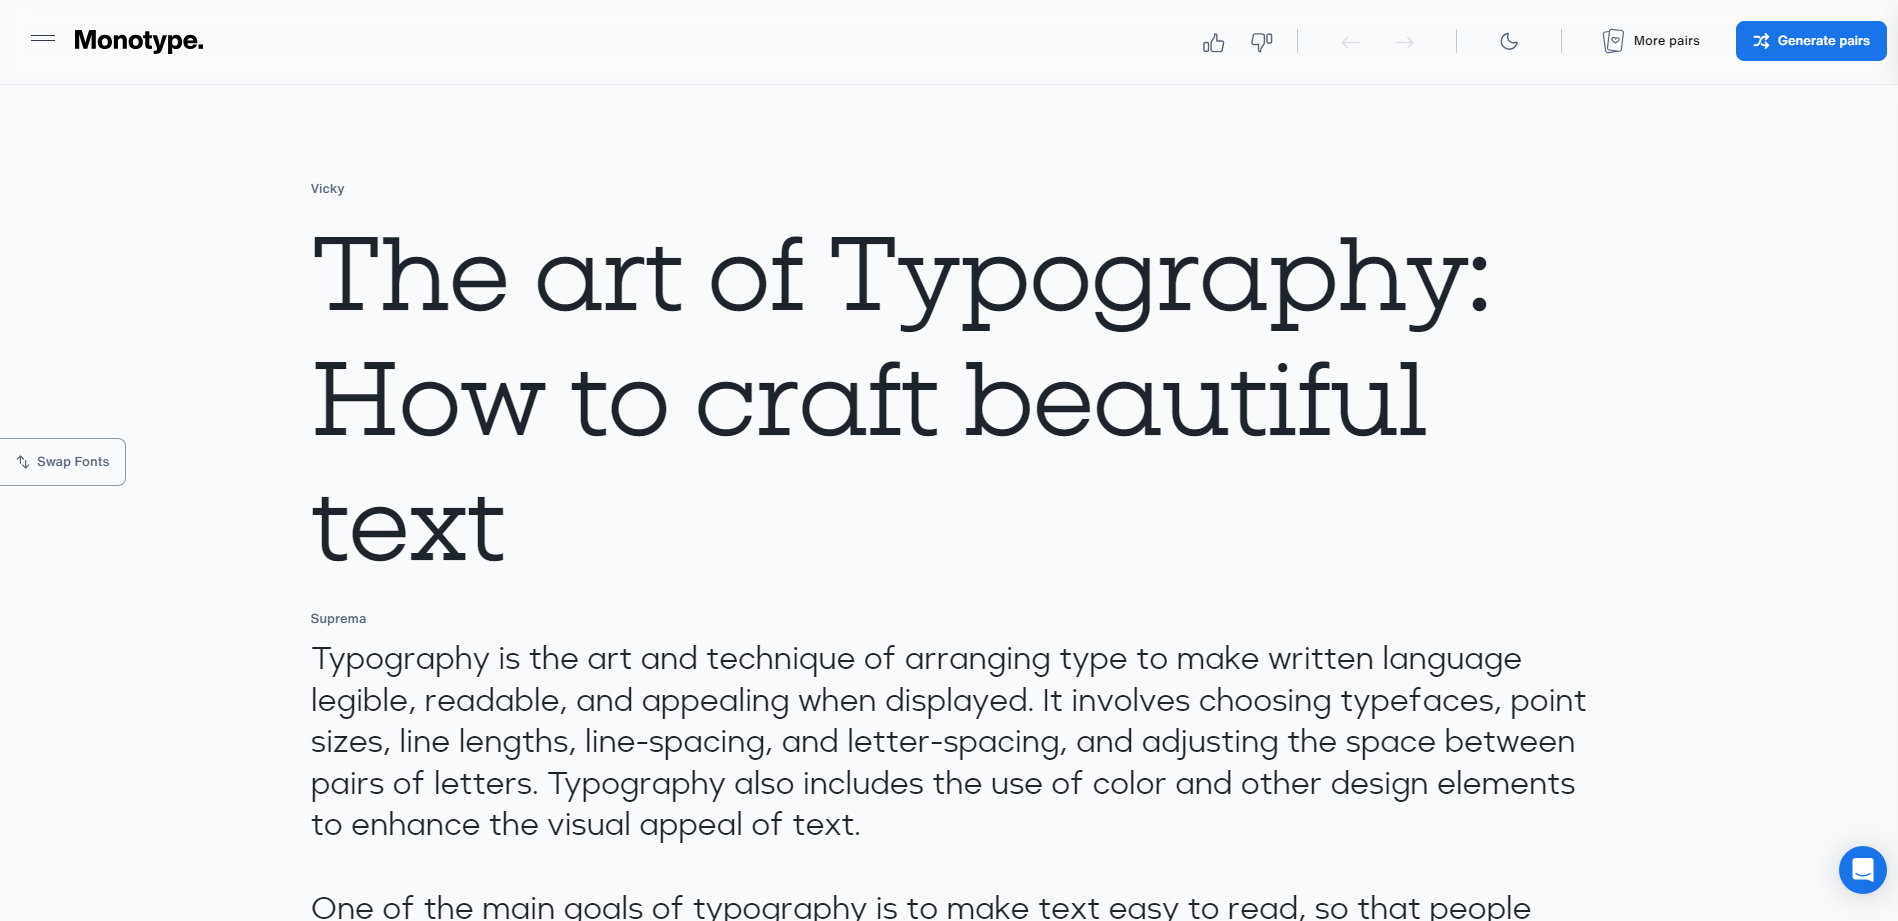 Monotype.
More pairs
Generate pairs
Vicky
The art of Typography:
How to craft beautiful
text
Swap Fonts
Suprema
Typography is the art and technique of arranging type to make written language
legible, readable, and appealing when displayed. It involves choosing typefaces, point
sizes, line lengths, line-spacing, and letter-spacing, and adjusting the space between
pairs of letters. Typography also includes the use of color and other design elements
to enhance the visual appeal of text.
One of the main goals of typography is to make text easy to read, so that people